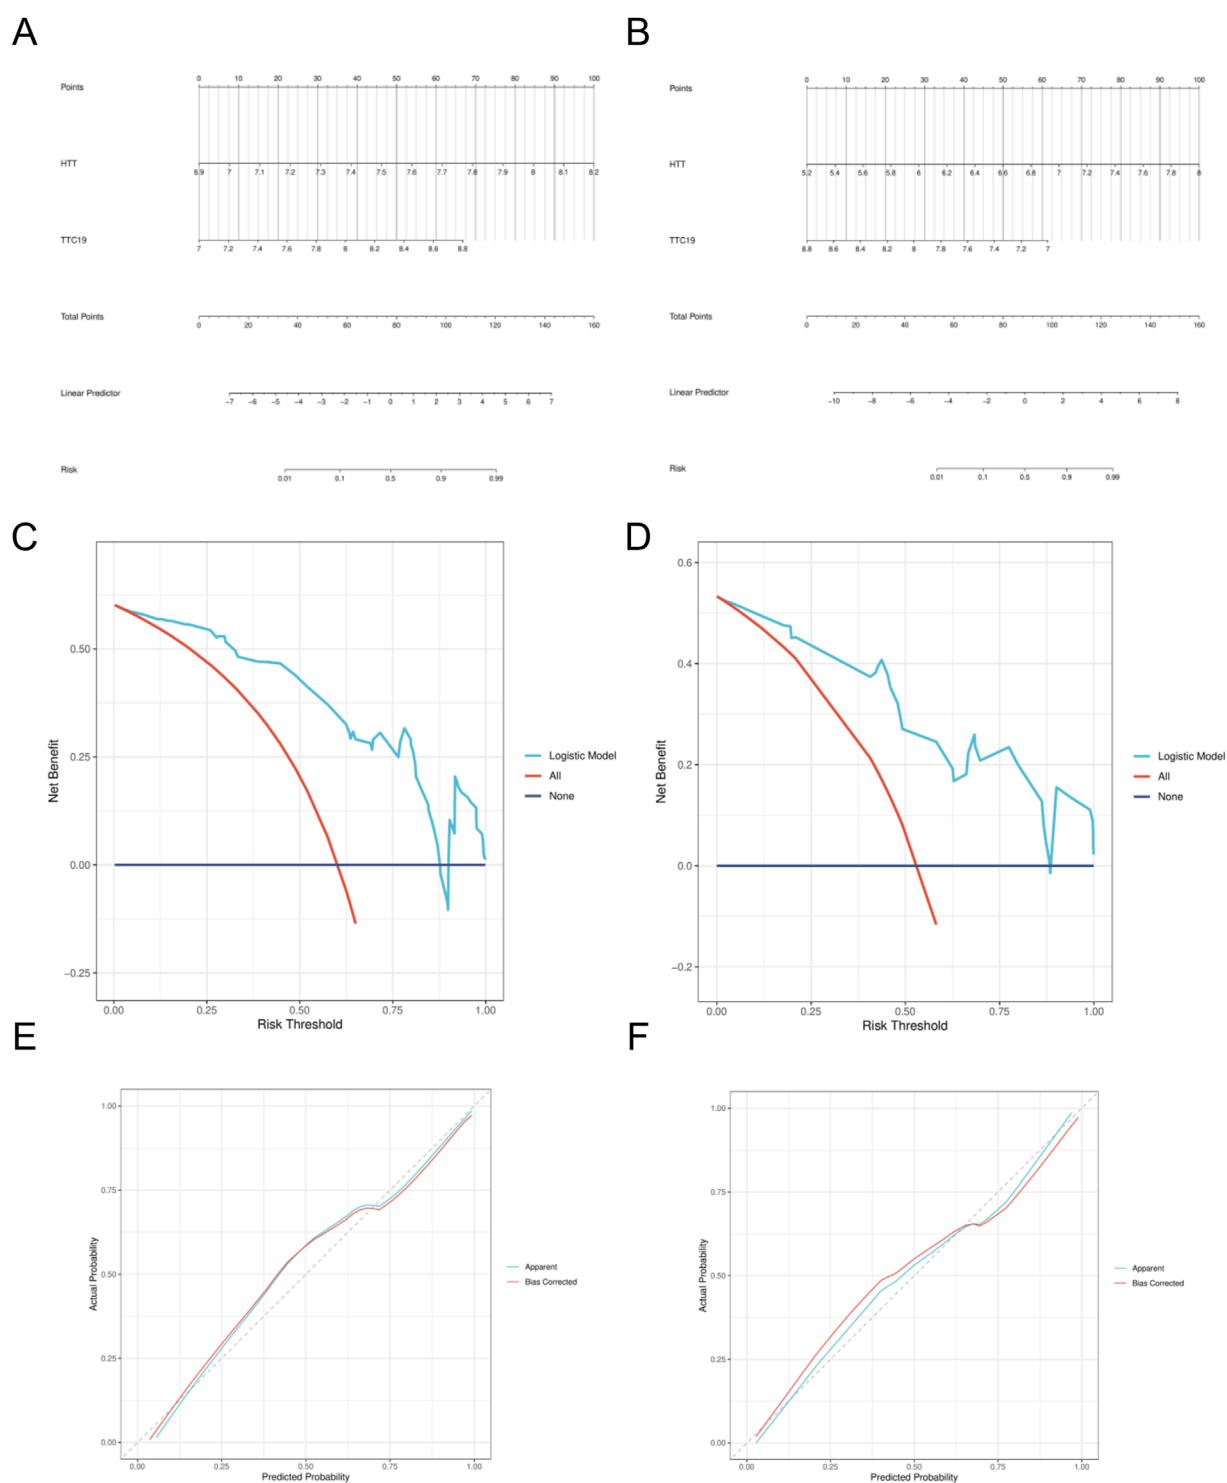 A
Points
0 10 20 30 40 50 60 70 80 90 100
HTT
6.9 7 7.1 7.2 7.3 7.4 7.5 7.6 7.7 7.8 7.9 8 8.1 8.2
TTC19
7 7.2 7.4 7.6 7.8 8 8.2 8.4 8.6 8.8
Total Points
0 20 40 60 80 100 120 140 160
Linear Predictor
−7 −6 −5 −4 −3 −2 −1 0 1 2 3 4 5 6 7
Risk
0.01 0.1 0.5 0.9 0.99
B
Points
0 10 20 30 40 50 60 70 80 90 100
HTT
5.2 5.4 5.6 5.8 6 6.2 6.4 6.6 6.8 7 7.2 7.4 7.6 7.8 8
TTC19
8.8 8.6 8.4 8.2 8 7.8 7.6 7.4 7.2 7
Total Points
0 20 40 60 80 100 120 140 160
Linear Predictor
−10 −8 −6 −4 −2 0 2 4 6 8
Risk
0.01 0.1 0.5 0.9 0.99
C
Net Benefit
0.50
0.25
0.00
−0.25
0.00 0.25 0.50 0.75 1.00
Risk Threshold
Logistic Model
All
None
D
Net Benefit
0.6
0.4
0.2
0.0
−0.2
0.00 0.25 0.50 0.75 1.00
Risk Threshold
Logistic Model
All
None
E
Actual Probability
1.00
0.75
0.50
0.25
0.00
0.00 0.25 0.50 0.75 1.00
Predicted Probability
Apparent
Bias Corrected
F
Actual Probability
1.00
0.75
0.50
0.25
0.00
0.00 0.25 0.50 0.75 1.00
Predicted Probability
Apparent
Bias Corrected